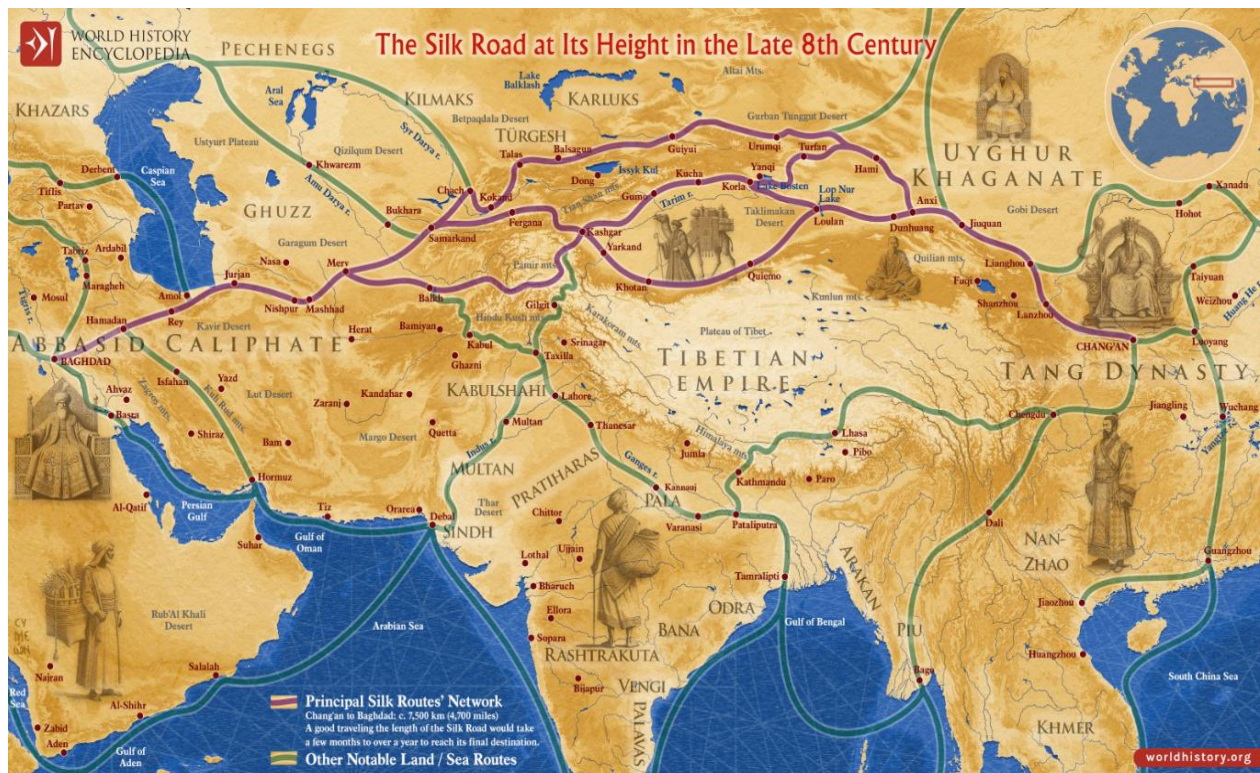 WORLD HISTORY
ENCYCLOPEDIA
The Silk Road at Its Height in the Late 8th Century
PECHENEGS
KHAZARS
Aral
Sea
KILMAKS
Lake
Balklash
KARLUKS
Altai Mts.
Betpaqdala Desert
TÜRGESH
Gurban Tunggut Desert
Syr Darya r.
Ustyurt Plateau
Qizilqum Desert
Khwarezm
Talas
Balsagun
Guiyui
Urumqi
Turfan
Hami
UYGHUR
KHAGANATE
Derbent
Caspian
Sea
Tiflis
Partav
GHUZZ
Amu Darya r.
Bukhara
Chach
Kokand
Fergana
Samarkand
Dong
Issyk Kul
Tian Shan mts.
Gumo
Kucha
Tarim r.
Korla
Yanqi
Lake Bosten
Lop Nur
Lake
Taklimakan
Desert
Loulan
Dunhuang
Anxi
Jiuquan
Gobi Desert
Xanadu
Hohot
Garagum Desert
Tabriz
Ardabil
Maragheh
Nasa
Merv
Jurjan
Kashgar
Yarkand
Pamir mts.
Khotan
Quiemo
Quilian mts.
Lianghou
Taiyuan
Mosul
Tigris r.
Amol
Nishpur
Mashhad
Balkh
Gilgit
Hindu Kush mts.
Karakoram mts.
Kunlun mts.
Fuqi
Shanzhou
Lanzhou
Weizhou
Huang He r.
Hamadan
Rey
Kavir Desert
Herat
Bamiyan
Kabul
Ghazni
Taxilla
Srinagar
Plateau of Tibet
TIBETIAN
EMPIRE
CHANG'AN
Luoyang
ABBASID CALIPHATE
BAGHDAD
TANG DYNASTY
Ahvaz
Zagros mts.
Isfahan
Kuh Rud mts.
Yazd
Lut Desert
Zaranj
Kandahar
KABULSHAHI
Lahore
Basra
Shiraz
Bam
Margo Desert
Quetta
Multan
Indus r.
Thanesar
Himalaya mts.
Jumla
Lhasa
Pibo
Chengdu
Jiangling
Wuchang
Hormuz
MULTAN
PRATIHARAS
Ganges r.
Kannauj
Kathmandu
Paro
Al-Qatif
Persian
Gulf
Tiz
Orarea
Debal
SINDH
Thar
Desert
PALA
Varanasi
Pataliputra
Dali
Suhar
Gulf of
Oman
Chittor
Lothal
Ujjain
NAN-
ZHAO
Guangzhou
Bharuch
Tamralipti
ARAKAN
Jiaozhou
Rub'Al Khali
Desert
Arabian Sea
Ellora
ODRA
Gulf of Bengal
PIU
Sopara
BANA
RASHTRAKUTA
Huangzhou
Najran
Salalah
Bijapur
VENGI
Bagu
South China Sea
Red
Sea
Al-Shihr
PALAVAS
KHMER
Zabid
Aden
Gulf of
Aden
Principal Silk Routes' Network
Chang'an to Baghdad: c. 7,500 km (4,700 miles)
A good traveling the length of the Silk Road would take
a few months to over a year to reach its final destination.
Other Notable Land / Sea Routes
worldhistory.org